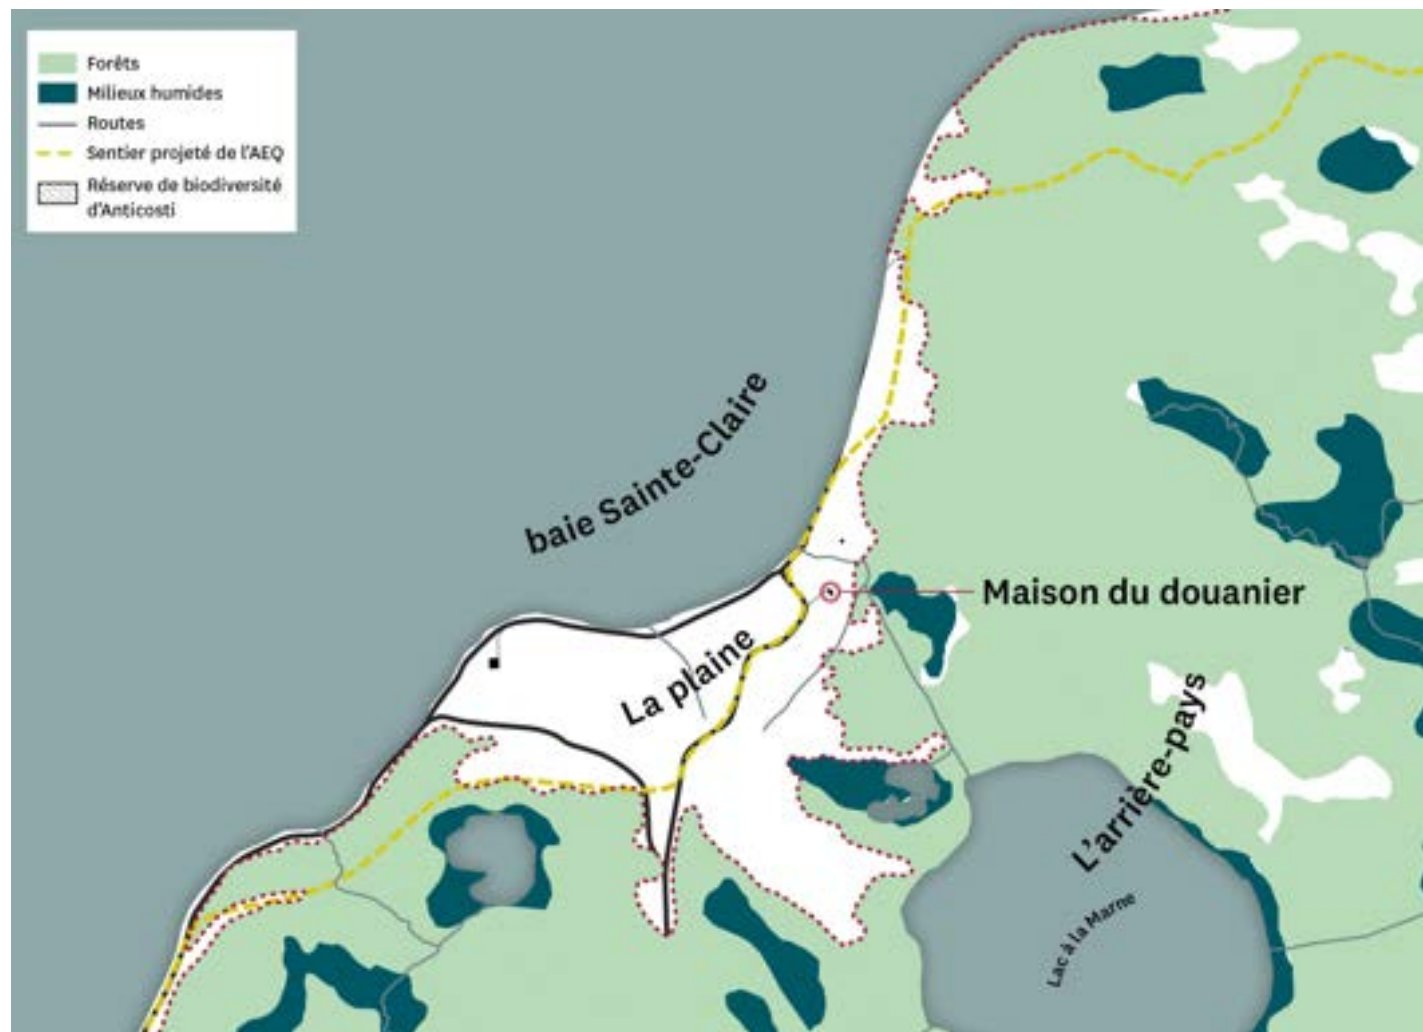 Forêts
Milieux humides
Routes
Sentier projeté de l'AEQ
Réserve de biodiversité
d'Anticosti
baie Sainte-Claire
Maison du douanier
La plaine
L'arrière-pays
Lac à la Marne